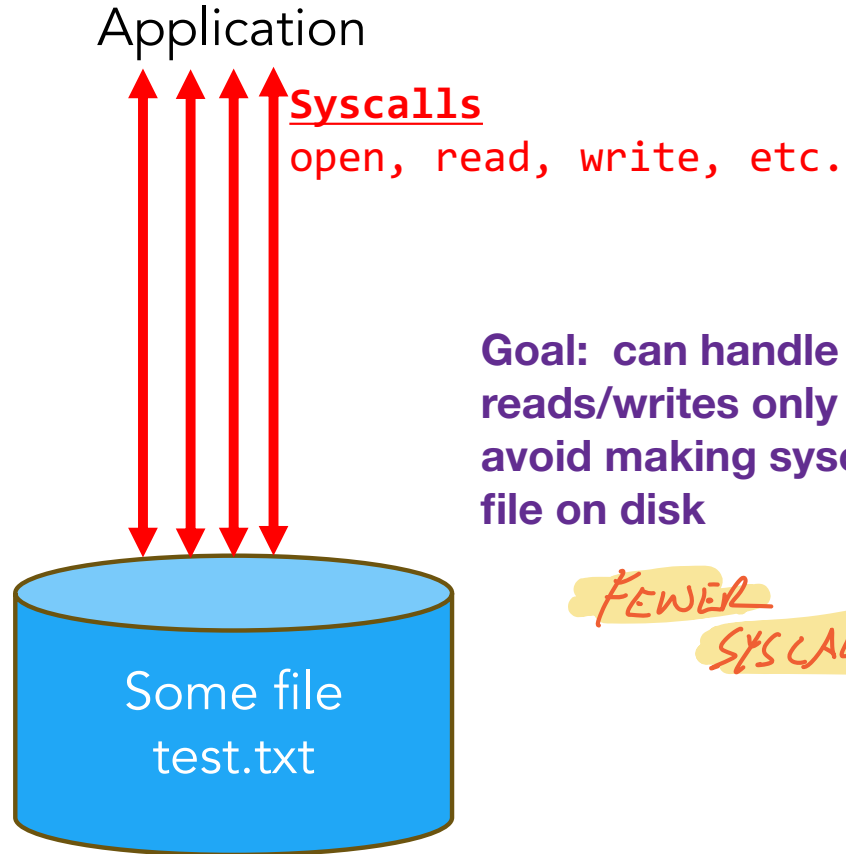 Application
Syscalls
open, read, write, etc.
Goal: can handle
reads/writes only
avoid making
file on disk
FEWER
Some file
test.txt